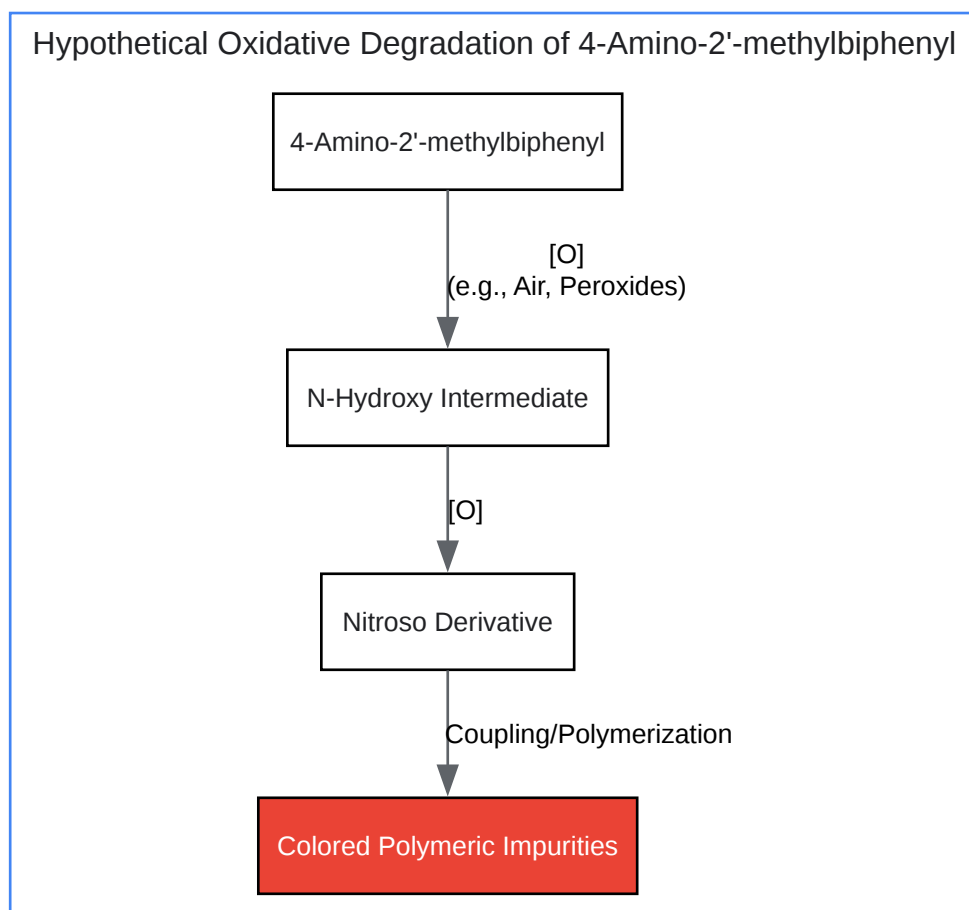 Hypothetical Oxidative Degradation of 4-Amino-2'-methylbiphenyl
4-Amino-2'-methylbiphenyl
[O]
(e.g., Air, Peroxides)
N-Hydroxy Intermediate
[O]
Nitroso Derivative
Coupling/Polymerization
Colored Polymeric Impurities